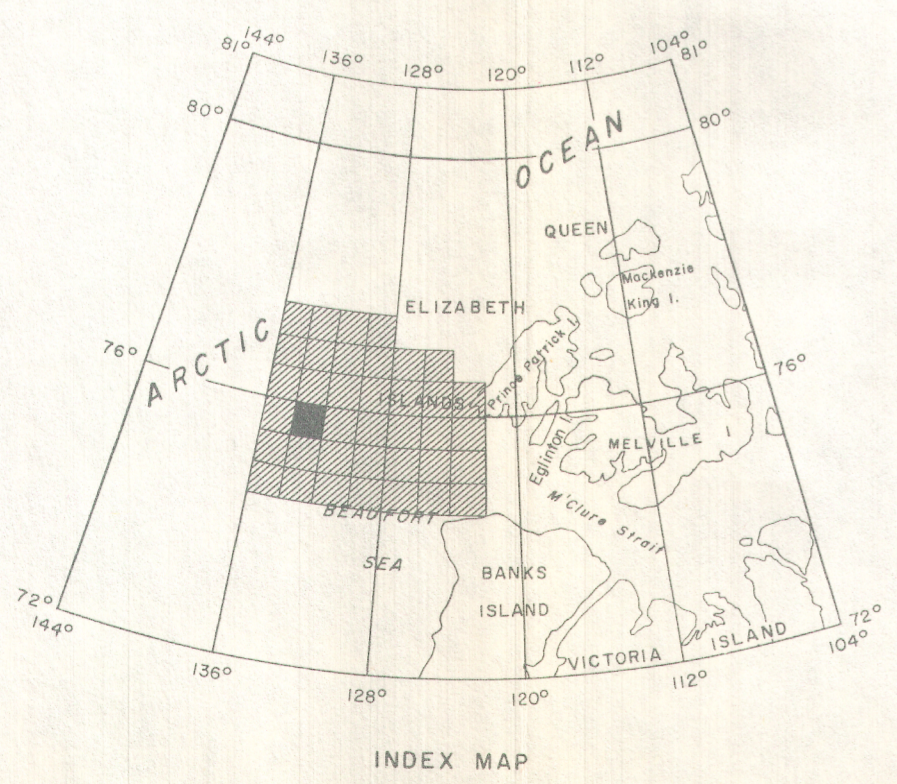 144°
81°
136°
128°
120°
112°
104°
81°
80°
80°
OCEAN
QUEEN
Mackenzie
King I.
ELIZABETH
ARCTIC
76°
Prince Patrick I.
76°
ISLANDS
Eglinton I.
MELVILLE I
M'Clure Strait
BEAUFORT
SEA
BANKS
ISLAND
VICTORIA ISLAND
72°
144°
136°
128°
120°
112°
72°
104°
INDEX MAP